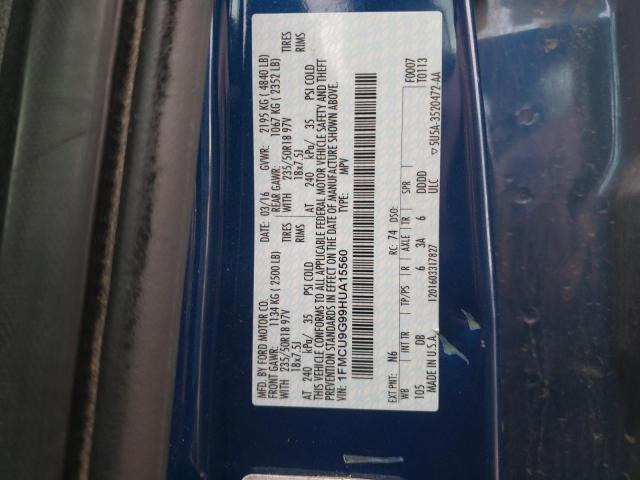 MFD. BY FORD MOTOR CO.
DATE: 03/16 GVWR: 2195 KG ( 4840 LB)
FRONT GAWR: 1134 KG ( 2500 LB) REAR GAWR: 1067 KG ( 2352 LB)
WITH 235/50R18 97V TIRES WITH 235/50R18 97V TIRES
18x7.5J RIMS 18x7.5J RIMS
AT 240 kPa/ 35 PSI COLD AT 240 kPa/ 35 PSI COLD
THIS VEHICLE CONFORMS TO ALL APPLICABLE FEDERAL MOTOR VEHICLE SAFETY AND THEFT
PREVENTION STANDARDS IN EFFECT ON THE DATE OF MANUFACTURE SHOWN ABOVE.
VIN: 1FMCU9G99HUA15560 TYPE: MPV
F0007
T0113
EXT PNT: N6 RC: 74 DSO:
WB INT TR TP/PS R AXLE TR SPR
105 DB 6 3A 6 DDDD
MADE IN U.S.A. 1201603317827 ULC ▽5U5A-3520472-AA